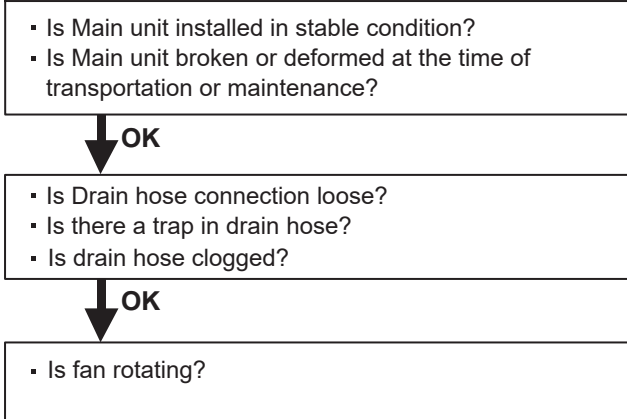 ▪ Is Main unit installed in stable condition?
▪ Is Main unit broken or deformed at the time of
transportation or maintenance?
OK
▪ Is Drain hose connection loose?
▪ Is there a trap in drain hose?
▪ Is drain hose clogged?
OK
▪ Is fan rotating?